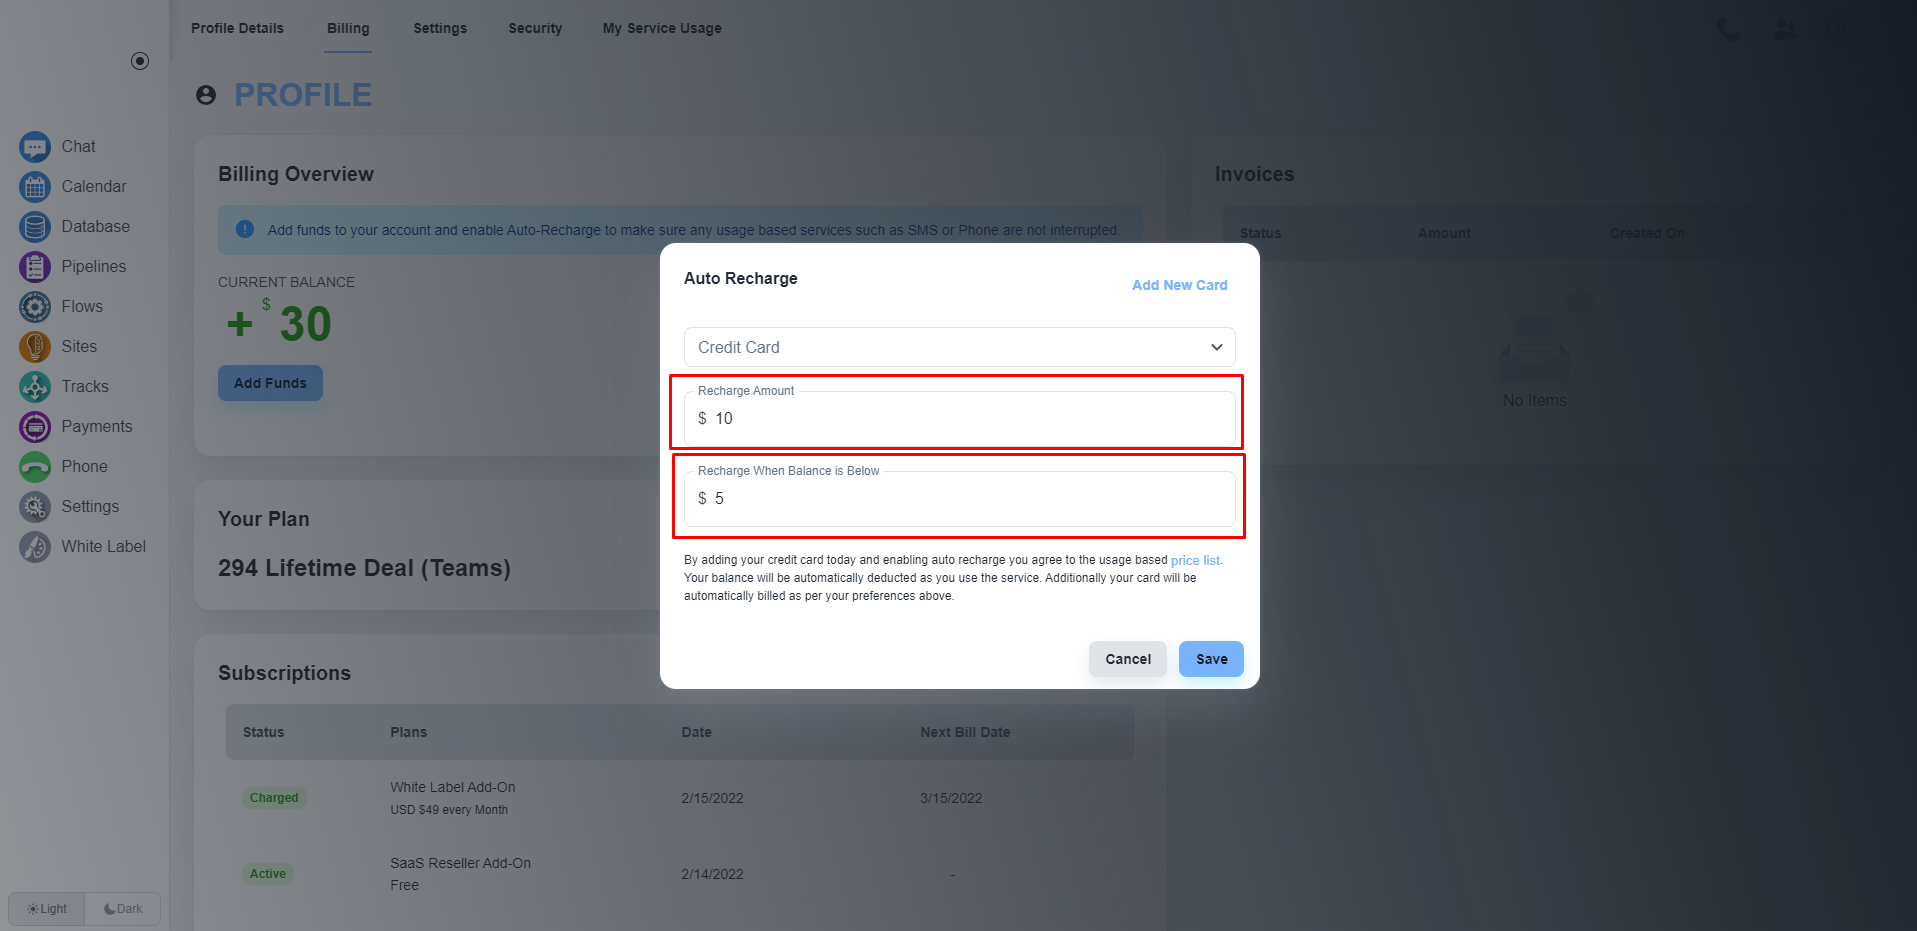 Profile Details
Billing
Settings
Security
My Service Usage
PROFILE
Chat
Calendar
Database
Pipelines
Flows
Sites
Tracks
Payments
Phone
Settings
White Label
Light
Dark
Billing Overview
Add funds to your account and enable Auto-Recharge to make sure any usage based services such as SMS or Phone are not interrupted.
CURRENT BALANCE
+ $ 30
Add Funds
Your Plan
294 Lifetime Deal (Teams)
Subscriptions
Status Plans Date Next Bill Date
Charged White Label Add-On 2/15/2022 3/15/2022
USD $49 every Month
Active SaaS Reseller Add-On 2/14/2022 -
Free
Invoices
Status Amount Created On
No Items
Auto Recharge
Add New Card
Credit Card
Recharge Amount
$ 10
Recharge When Balance is Below
$ 5
By adding your credit card today and enabling auto recharge you agree to the usage based price list.
Your balance will be automatically deducted as you use the service. Additionally your card will be
automatically billed as per your preferences above.
Cancel
Save